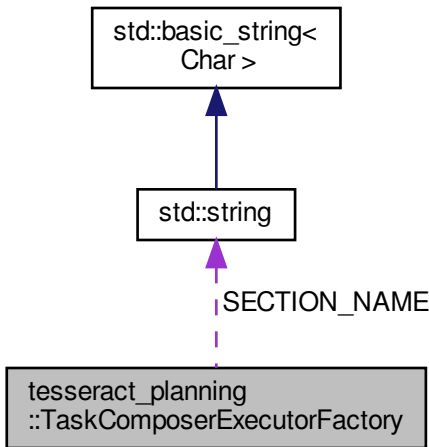 std::basic_string<
Char >
std::string
SECTION_NAME
tesseract_planning
::TaskComposerExecutorFactory